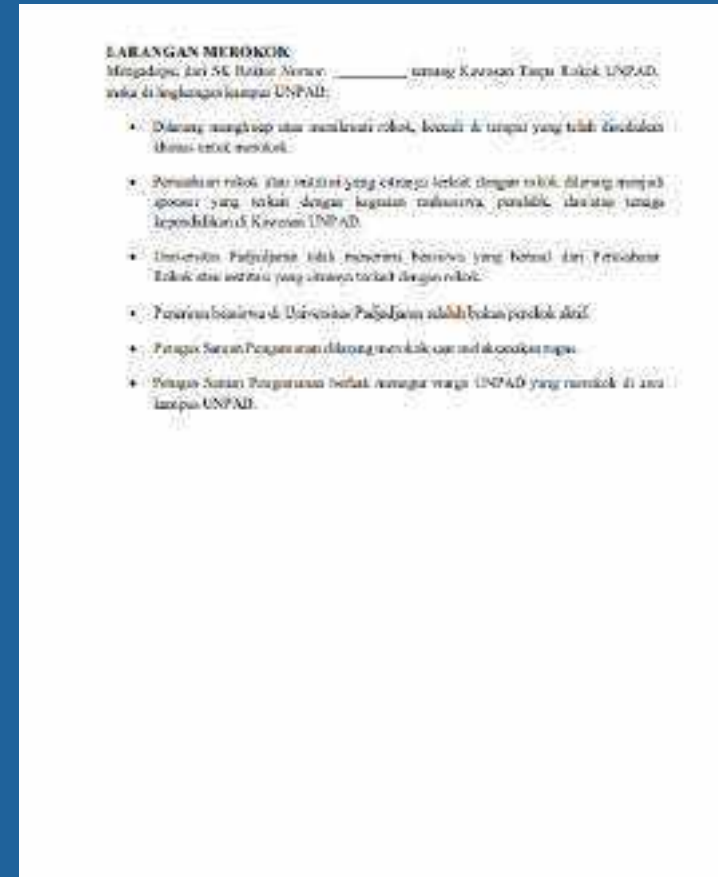 LARANGAN MEROKOK
Mengadopsi dari SK Rektor Nomor __________ tentang Kawasan Tanpa Rokok UNPAD,
maka di lingkungan kampus UNPAD:
• Dilarang menghisap atau menikmati rokok, kecuali di tempat yang telah disediakan
khusus untuk merokok.
• Perusahaan rokok atau institusi yang citranya terkait dengan rokok dilarang menjadi
sponsor yang terkait dengan kegiatan mahasiswa, pendidik, dan/atau tenaga
kependidikan di Kawasan UNPAD.
• Universitas Padjadjaran tidak menerima beasiswa yang berasal dari Perusahaan
Rokok atau institusi yang citranya terkait dengan rokok.
• Penerima beasiswa di Universitas Padjadjaran adalah bukan perokok aktif.
• Petugas Satuan Pengamanan dilarang merokok saat melaksanakan tugas.
• Petugas Satuan Pengamanan berhak menegur warga UNPAD yang merokok di area
kampus UNPAD.